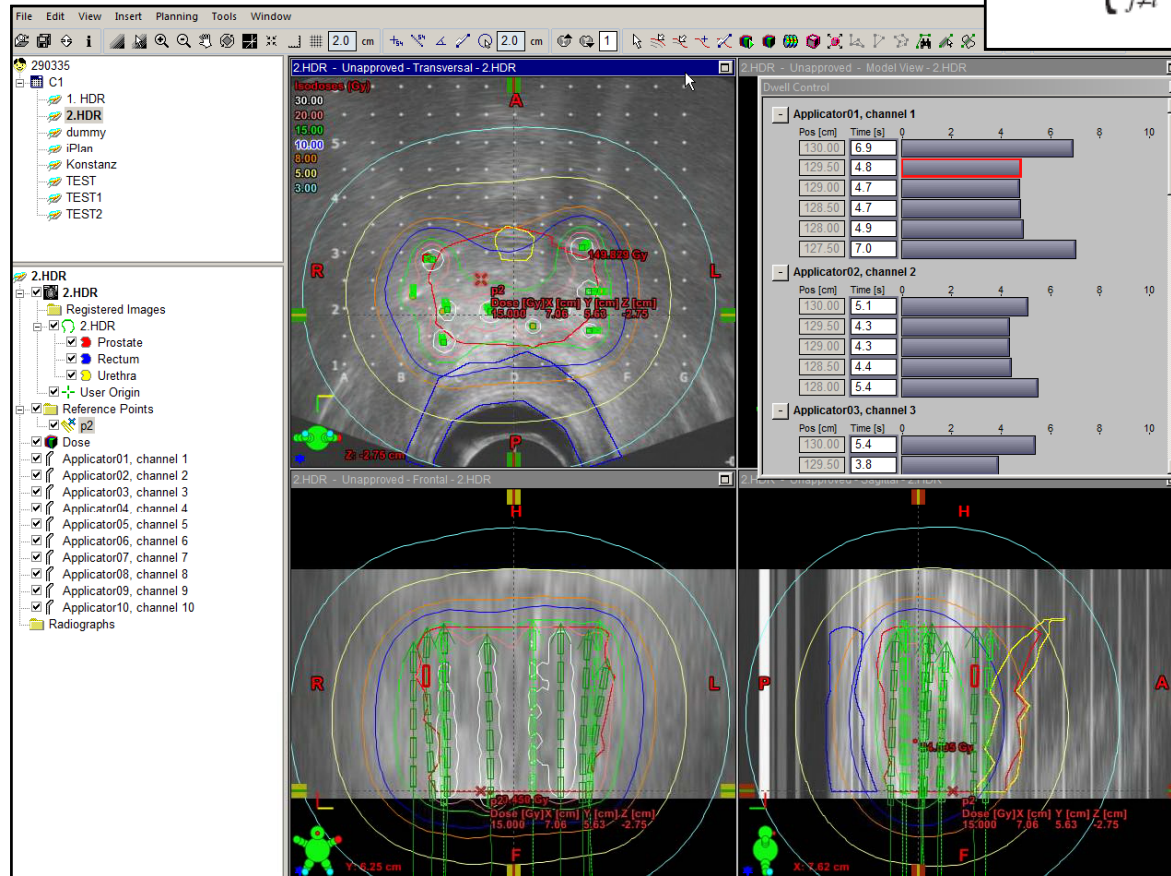 j≠i
File Edit View Insert Planning Tools Window
2.0 cm 2.0 cm 1
290335
C1
1. HDR
2.HDR
dummy
iPlan
Konstanz
TEST
TEST1
TEST2
2.HDR
2.HDR
Registered Images
2.HDR
Prostate
Rectum
Urethra
User Origin
Reference Points
p2
Dose
Applicator01, channel 1
Applicator02, channel 2
Applicator03, channel 3
Applicator04, channel 4
Applicator05, channel 5
Applicator06, channel 6
Applicator07, channel 7
Applicator08, channel 8
Applicator09, channel 9
Applicator10, channel 10
Radiographs
2.HDR - Unapproved - Transversal - 2.HDR
Isodoses (Gy)
30.00
20.00
15.00
10.00
8.00
5.00
3.00
A
5
4
3
2
1
R
L
p2
Dose [Gy] X [cm] Y [cm] Z [cm]
15.000 7.06 5.63 -2.75
A B C D E F G
P
Z: -2.75 cm
2.HDR - Unapproved - Model View - 2.HDR
Dwell Control
Applicator01, channel 1
Pos [cm] Time [s] 0 2 4 6 8 10
130.00 6.9
129.50 4.8
129.00 4.7
128.50 4.7
128.00 4.9
127.50 7.0
Applicator02, channel 2
Pos [cm] Time [s] 0 2 4 6 8 10
130.00 5.1
129.50 4.3
129.00 4.3
128.50 4.4
128.00 5.4
Applicator03, channel 3
Pos [cm] Time [s] 0 2 4 6 8 10
130.00 5.4
129.50 3.8
2.HDR - Unapproved - Frontal - 2.HDR
H
R
L
Dose [Gy] X [cm] Y [cm] Z [cm]
15.000 7.06 5.63 -2.75
F
Y: 6.25 cm
2.HDR - Unapproved - Sagittal - 2.HDR
H
P
A
p2
Dose [Gy] X [cm] Y [cm] Z [cm]
15.000 7.06 5.63 -2.75
F
X: 7.62 cm